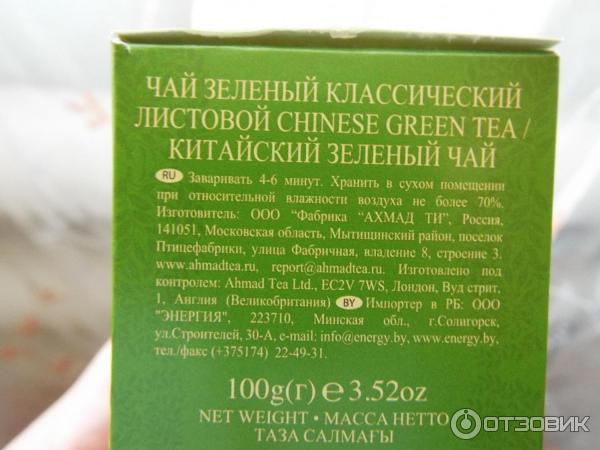 ЧАЙ ЗЕЛЕНЫЙ КЛАССИЧЕСКИЙ
ЛИСТОВОЙ CHINESE GREEN TEA /
КИТАЙСКИЙ ЗЕЛЕНЫЙ ЧАЙ
RU Заваривать 4-6 минут. Хранить в сухом помещении
при относительной влажности воздуха не более 70%.
Изготовитель: ООО "Фабрика "АХМАД ТИ", Россия,
141051, Московская область, Мытищинский район, поселок
Птицефабрики, улица Фабричная, владение 8, строение 3.
www.ahmadtea.ru, report@ahmadtea.ru. Изготовлено под
контролем: Ahmad Tea Ltd., EC2V 7WS, Лондон, Вуд стрит,
1, Англия (Великобритания) BY Импортер в РБ: ООО
"ЭНЕРГИЯ". 223710, Минская обл., г.Солигорск,
ул.Строителей, 30-А, e-mail: info@energy.by, www.energy.by,
тел./факс (+375174) 22-49-31.
100g(г) e 3.52oz
NET WEIGHT • МАССА НЕТТО
ТАЗА САЛМАҒЫ
ОТЗОВИК